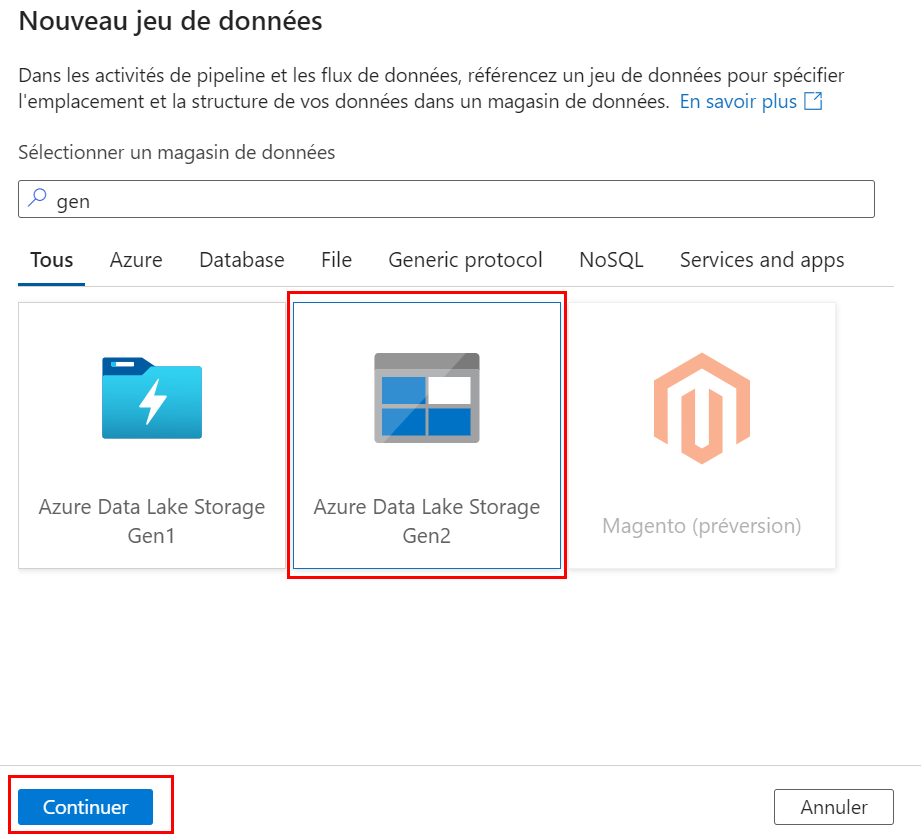 Nouveau jeu de données
Dans les activités de pipeline et les flux de données, référencez un jeu de données pour spécifier
l'emplacement et la structure de vos données dans un magasin de données. En savoir plus
Sélectionner un magasin de données
gen
Tous Azure Database File Generic protocol NoSQL Services and apps
Azure Data Lake Storage
Gen1
Azure Data Lake Storage
Gen2
Magento (préversion)
Continuer
Annuler